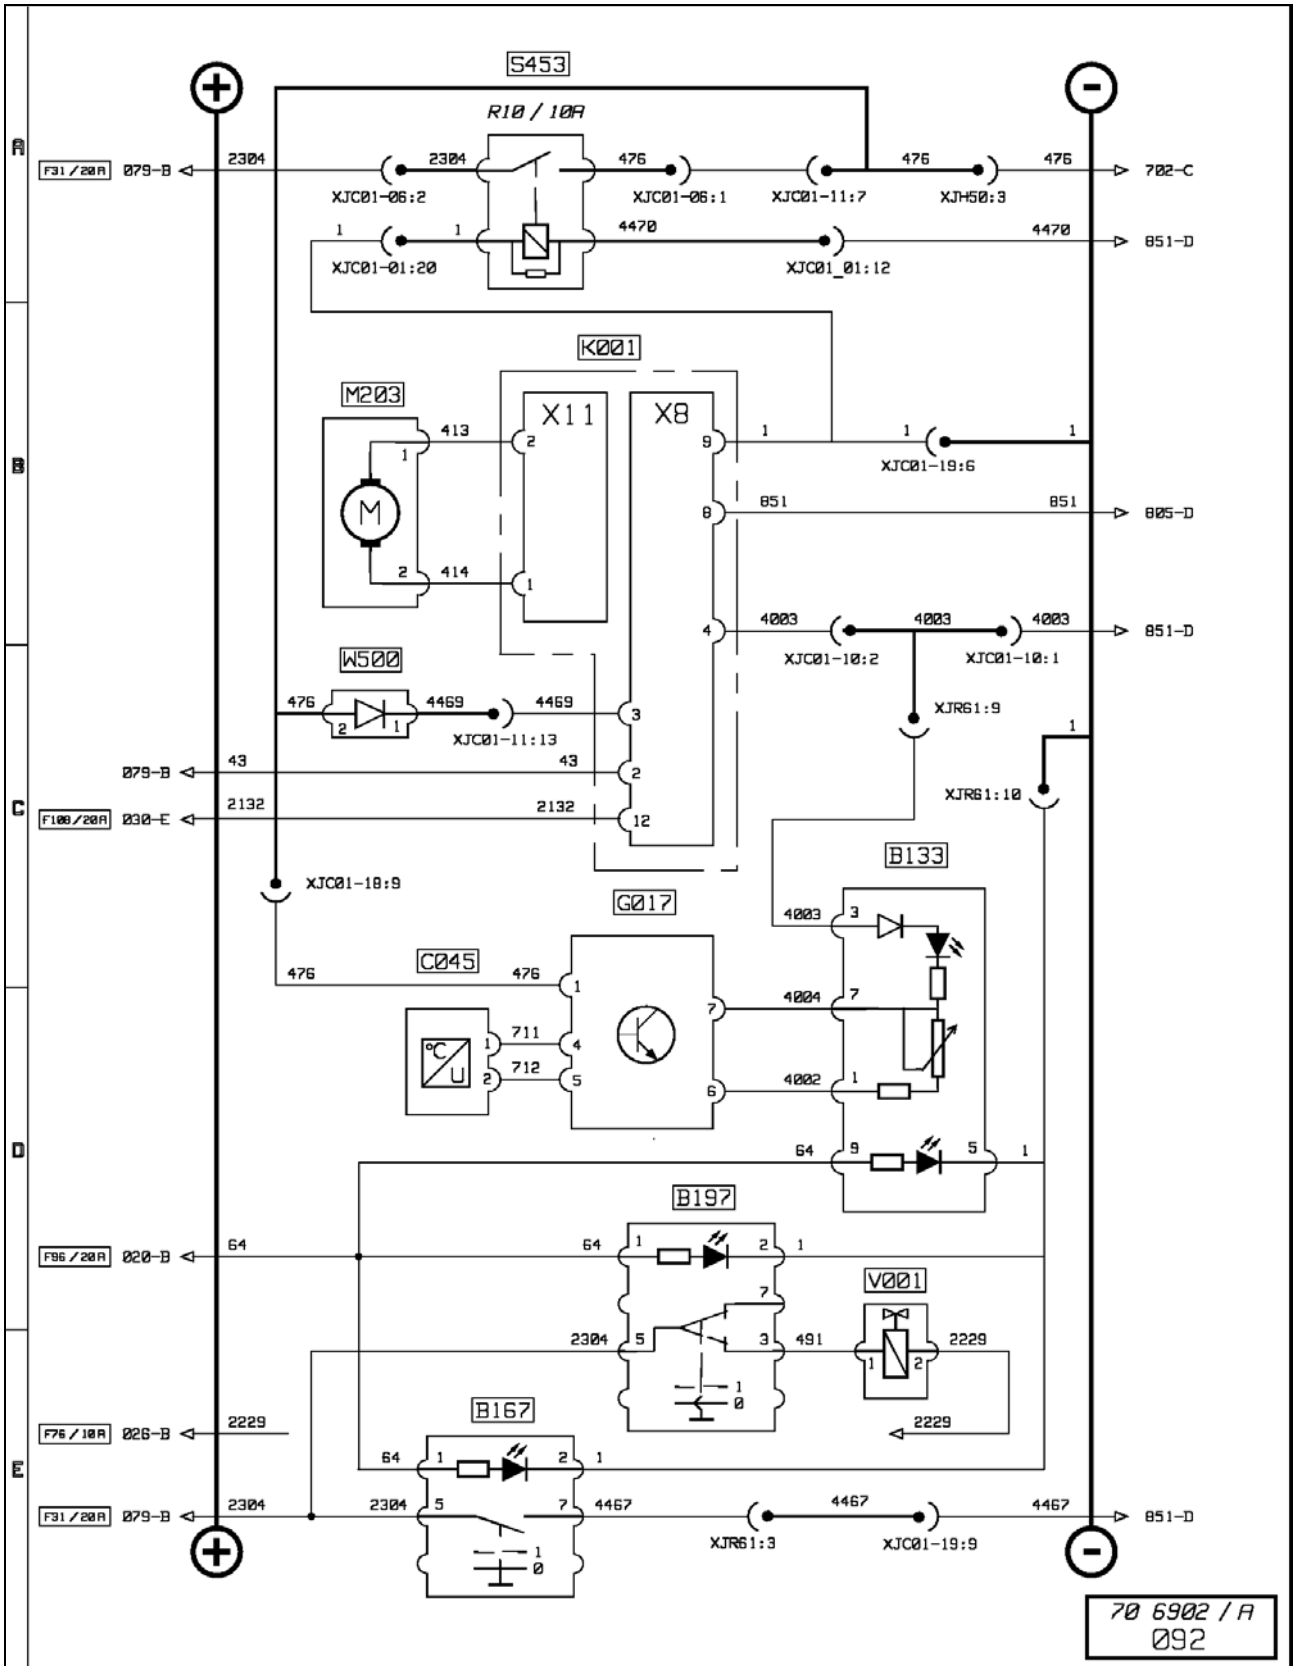 S453
R10 / 10A
A
F31/20A 079-B 2304 2304 476 476 476 702-C
XJC01-06:2 XJC01-06:1 XJC01-11:7 XJH50:3
1 1 4470 4470 851-D
XJC01-01:20 XJC01_01:12
K001
M203
X11 X8
413 2 9 1 1 1
1
B
XJC01-19:6
M
8 851 851 805-D
2 414 1
4 4003 4003 4003 851-D
W500
XJC01-10:2 XJC01-10:1
476 2 1 4469 4469 3
XJR61:9
XJC01-11:13
1
079-B 43 43 2
XJR61:10
C
F108/20A 030-E 2132 2132 12
B133
XJC01-18:9
G017
4003 3
C045
476 476 1
7 4004 7
°C
U
1 711 4
2 712 5
6 4002 1
D
64 9 5 1
B197
F96/20A 020-B 64 64 1 2 1
V001
7
2304 5 3 491 1 2 2229
1
0
B167
F76/10A 026-B 2229 2229
E
64 1 2 1
F31/20A 079-B 2304 2304 5 7 4467 4467 4467 851-D
XJR61:3 XJC01-19:9
1
0
70 6902 / A
092